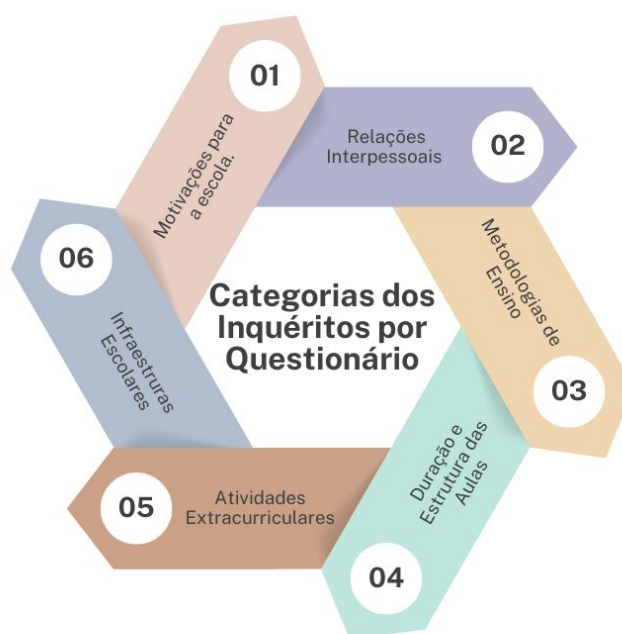 Categorias dos
Inquéritos por
Questionário
01
Motivações para
a escola.
02
Relações
Interpessoais
03
Metodologias de
Ensino
04
Duração e
Estrutura das
Aulas
05
Atividades
Extracurriculares
06
Infraestruras
Escolares